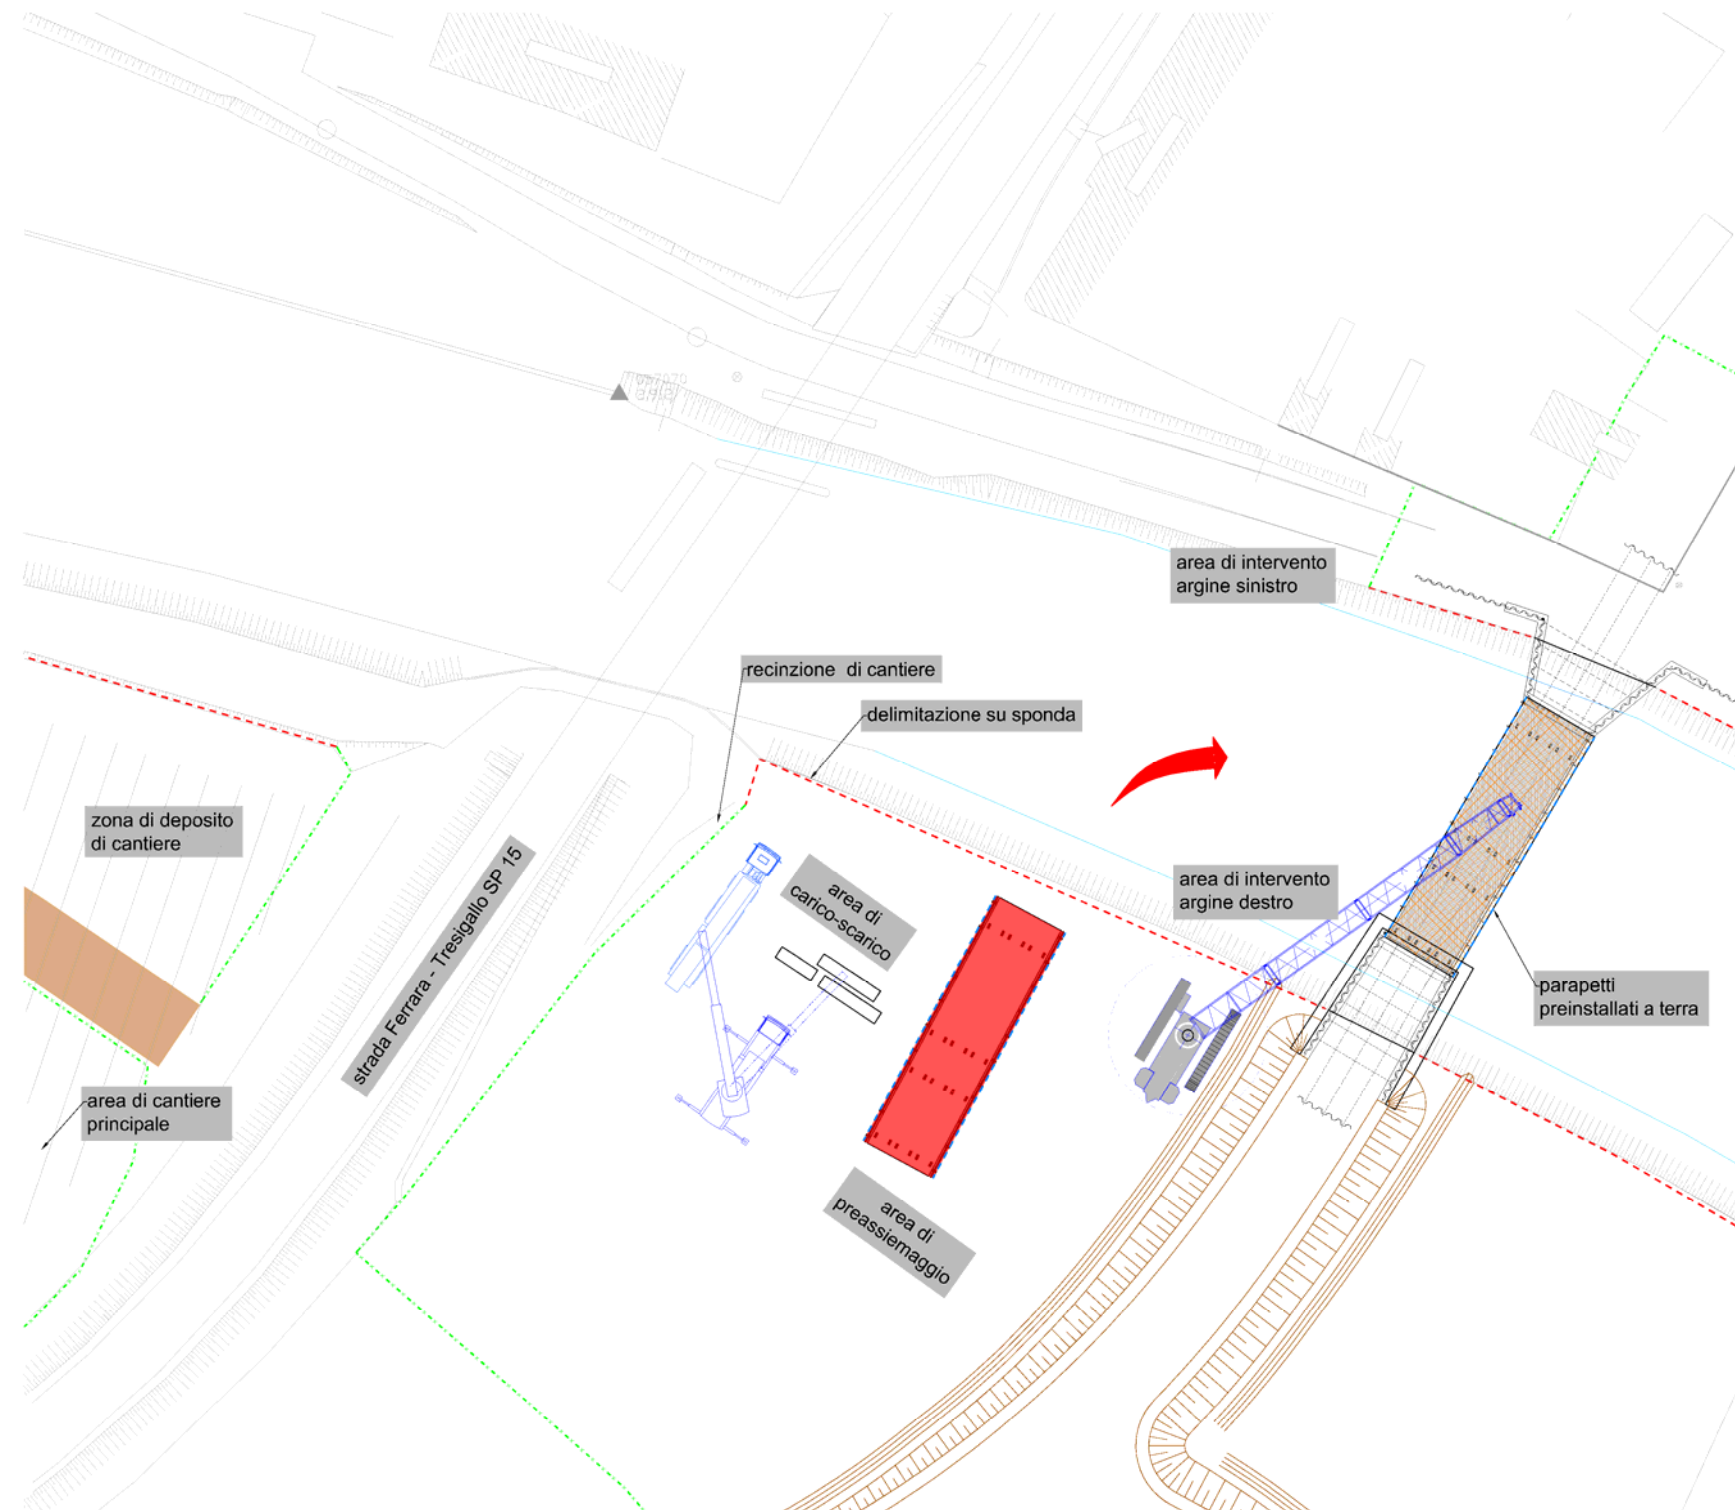 area di intervento
argine sinistro
recinzione di cantiere
delimitazione su sponda
zona di deposito
di cantiere
strada Ferrara - Tresigallo SP 15
area di
carico-scarico
area di intervento
argine destro
parapetti
preinstallati a terra
area di cantiere
principale
area di
preassiemaggio